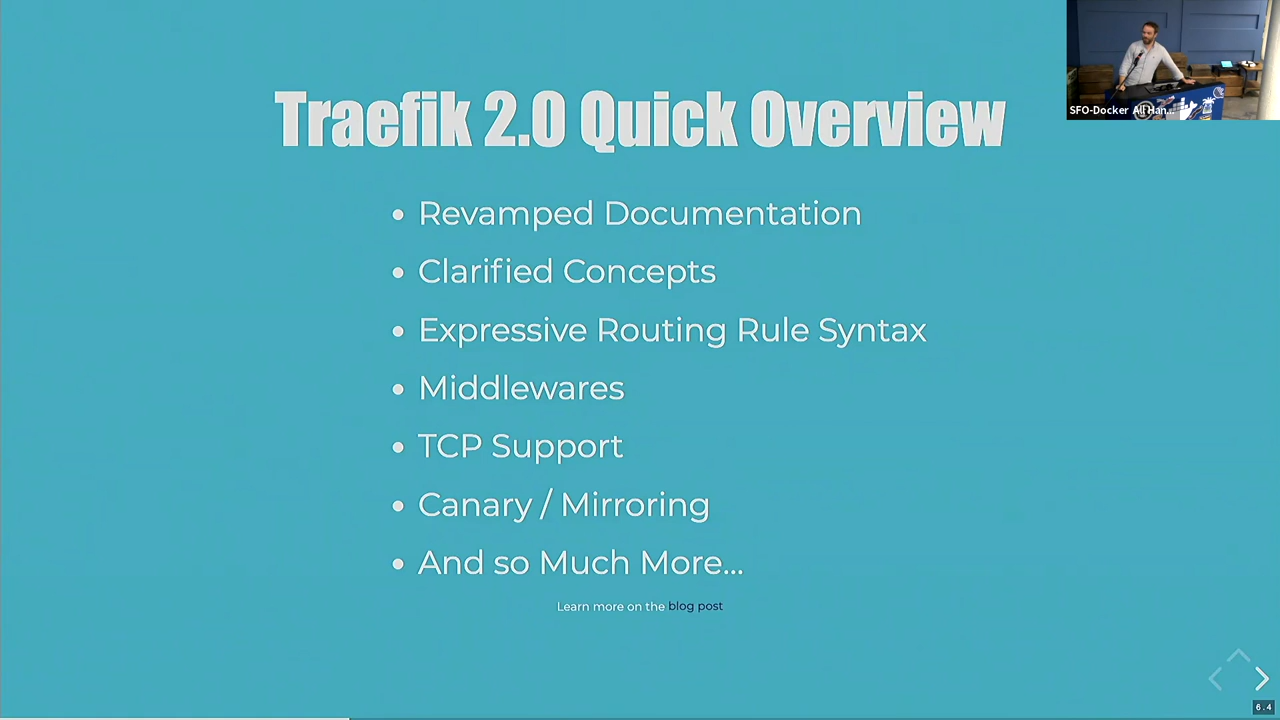 Traefik 2.0 Quick Overview
SFO-Docker All Han...
• Revamped Documentation
• Clarified Concepts
• Expressive Routing Rule Syntax
• Middlewares
• TCP Support
• Canary / Mirroring
• And so Much More...
Learn more on the blog post
6.4